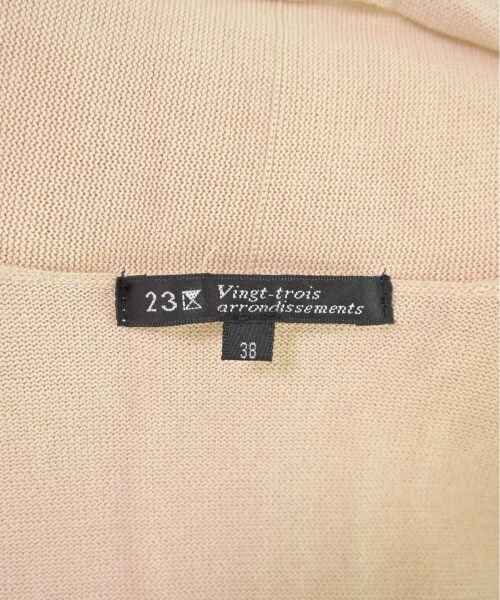 23区 Vingt-trois
arrondissements
38